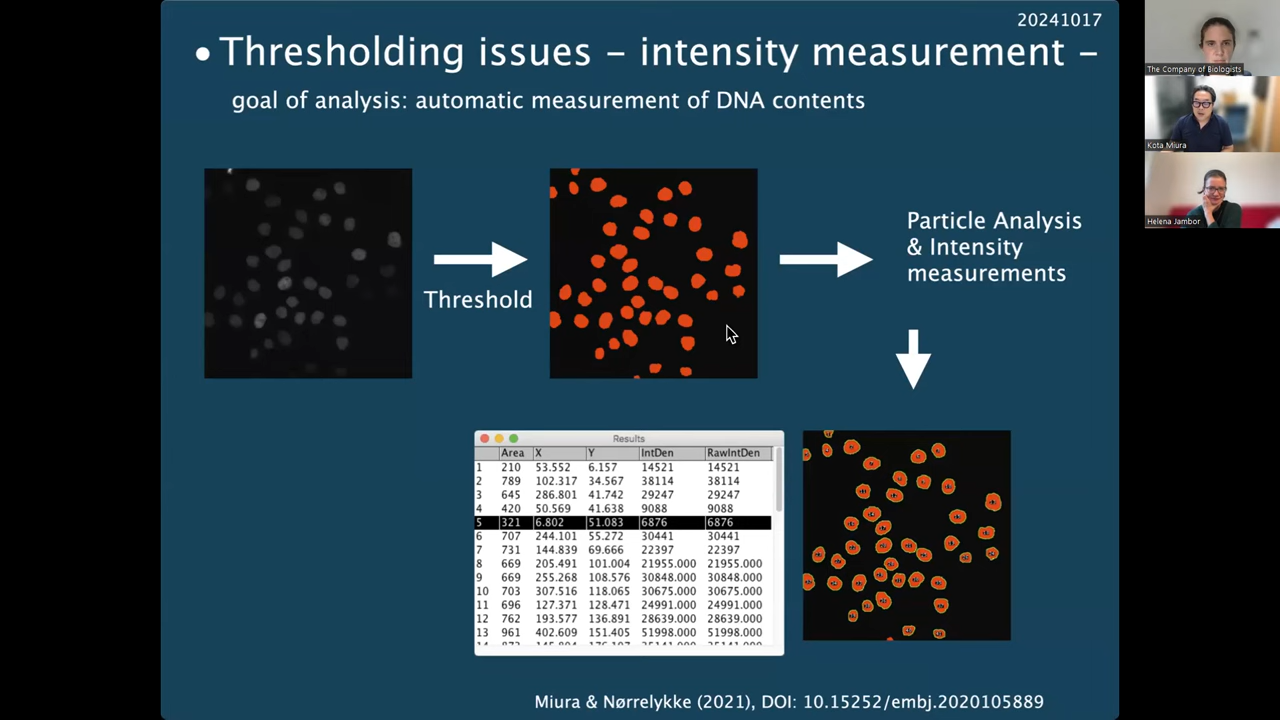 20241017
• Thresholding issues – intensity measurement –
goal of analysis: automatic measurement of DNA contents
The Company of Biologists
Kota Miura
Helena Jambor
Threshold
Particle Analysis
& Intensity
measurements
Results
Area X Y IntDen RawIntDen
1 210 53.552 6.157 14521 14521
2 789 102.317 34.567 38114 38114
3 645 286.801 41.742 29247 29247
4 420 50.569 41.638 9088 9088
5 321 6.802 51.083 6876 6876
6 707 244.101 55.272 30441 30441
7 731 144.839 69.666 22397 22397
8 669 205.491 101.004 21955.000 21955.000
9 669 255.268 108.576 30848.000 30848.000
10 703 307.516 118.065 30675.000 30675.000
11 696 127.371 128.471 24991.000 24991.000
12 762 193.577 136.891 28639.000 28639.000
13 961 402.609 151.405 51998.000 51998.000
Miura & Nørrelykke (2021), DOI: 10.15252/embj.2020105889